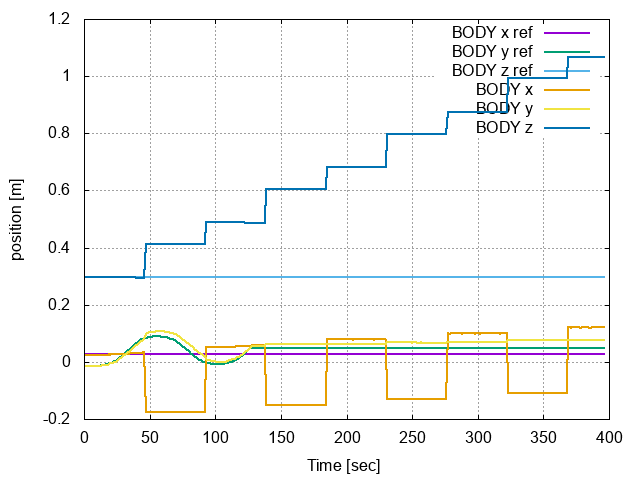 1.2
1
0.8
0.6
0.4
0.2
0
-0.2
position [m]
BODY x ref
BODY y ref
BODY z ref
BODY x
BODY y
BODY z
0 50 100 150 200 250 300 350 400
Time [sec]